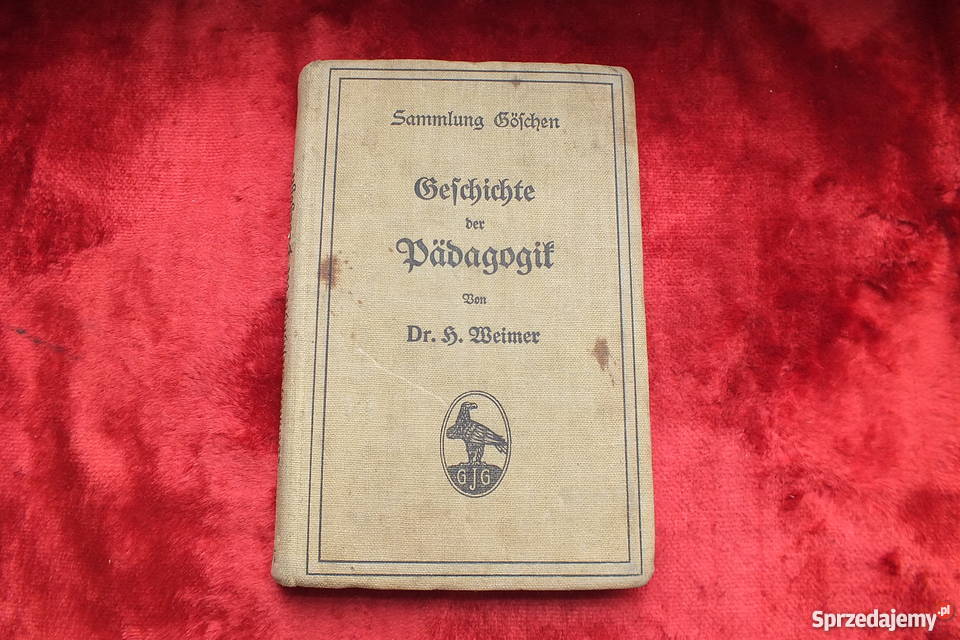 Sammlung Göſchen
Geſchichte
der
Pädagogik
Von
Dr. H. Weimer
GJG
Sprzedajemy.pl